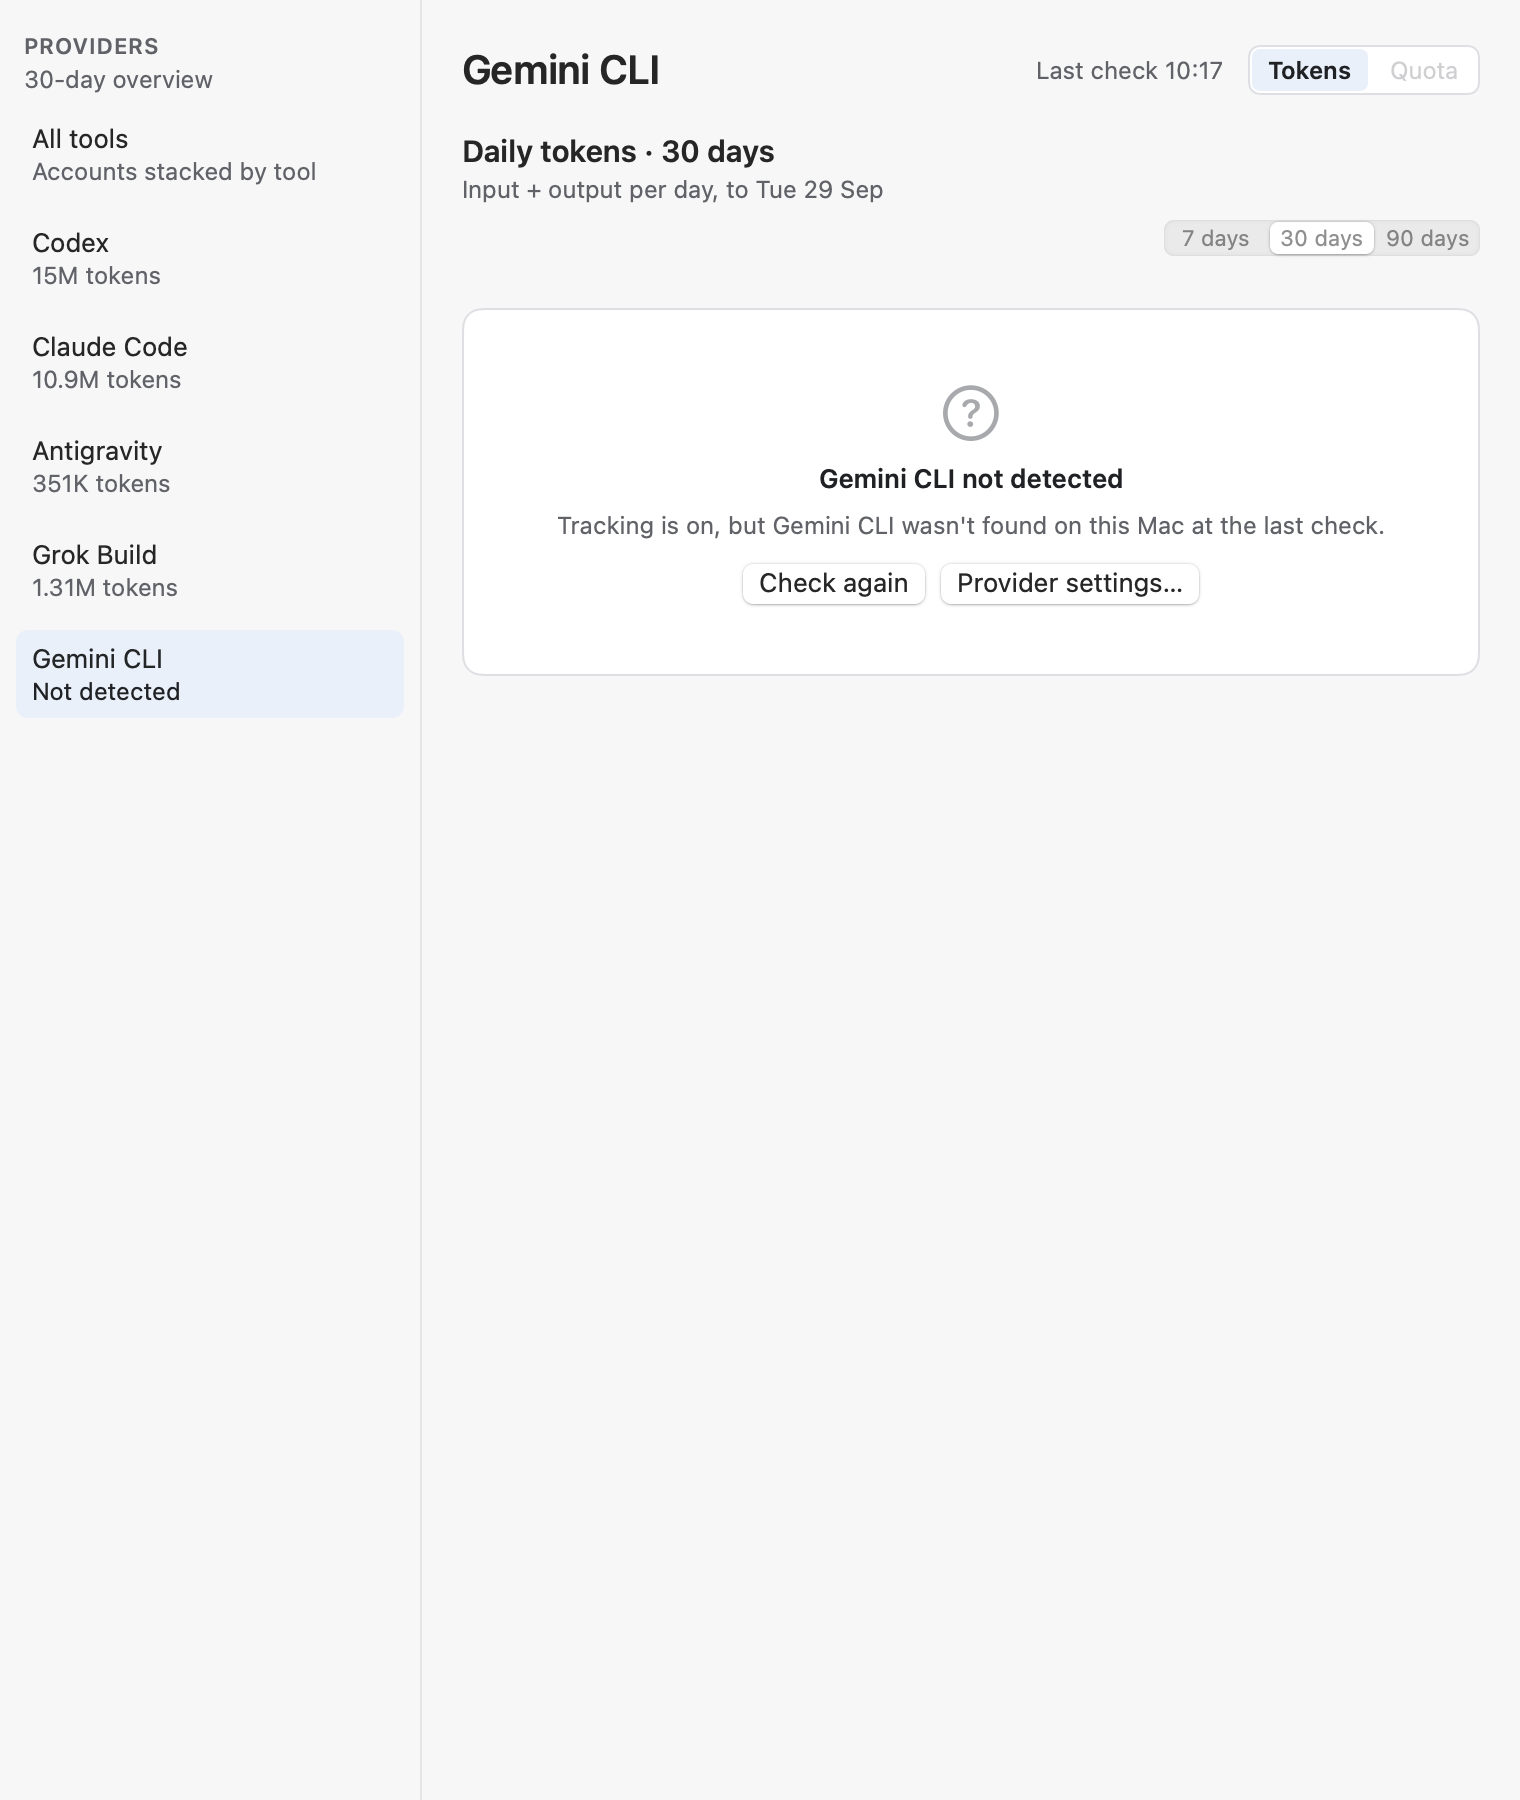 PROVIDERS
30-day overview
All tools
Accounts stacked by tool
Codex
15M tokens
Claude Code
10.9M tokens
Antigravity
351K tokens
Grok Build
1.31M tokens
Gemini CLI
Not detected
Gemini CLI
Last check 10:17
Tokens
Quota
Daily tokens · 30 days
Input + output per day, to Tue 29 Sep
7 days
30 days
90 days
?
Gemini CLI not detected
Tracking is on, but Gemini CLI wasn't found on this Mac at the last check.
Check again
Provider settings...